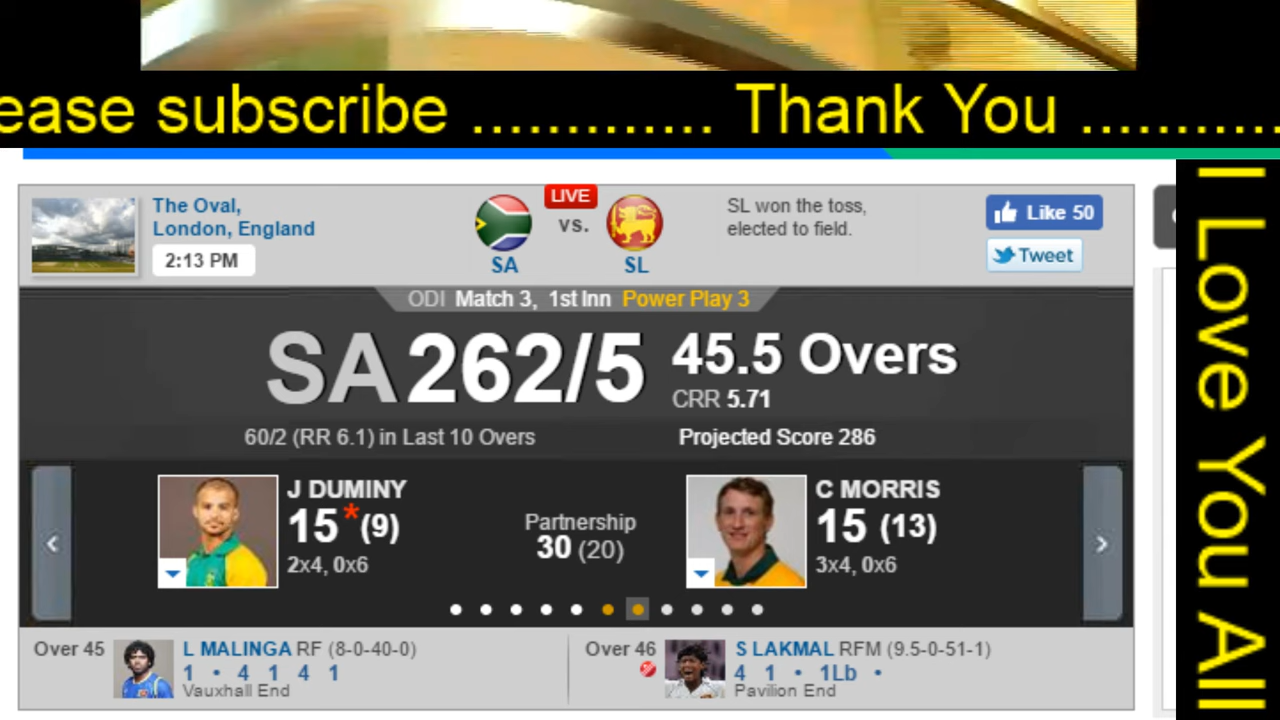 ease subscribe ............. Thank You ...........
The Oval,
London, England
2:13 PM
LIVE
vs.
SA
SL
SL won the toss,
elected to field.
Like 50
Tweet
ODI Match 3, 1st Inn Power Play 3
SA 262/5
45.5 Overs
CRR 5.71
60/2 (RR 6.1) in Last 10 Overs
Projected Score 286
J DUMINY
15* (9)
2x4, 0x6
Partnership
30 (20)
C MORRIS
15 (13)
3x4, 0x6
Over 45
L MALINGA RF (8-0-40-0)
1 • 4 1 4 1
Vauxhall End
Over 46
S LAKMAL RFM (9.5-0-51-1)
4 1 • 1Lb •
Pavilion End
I Love You All